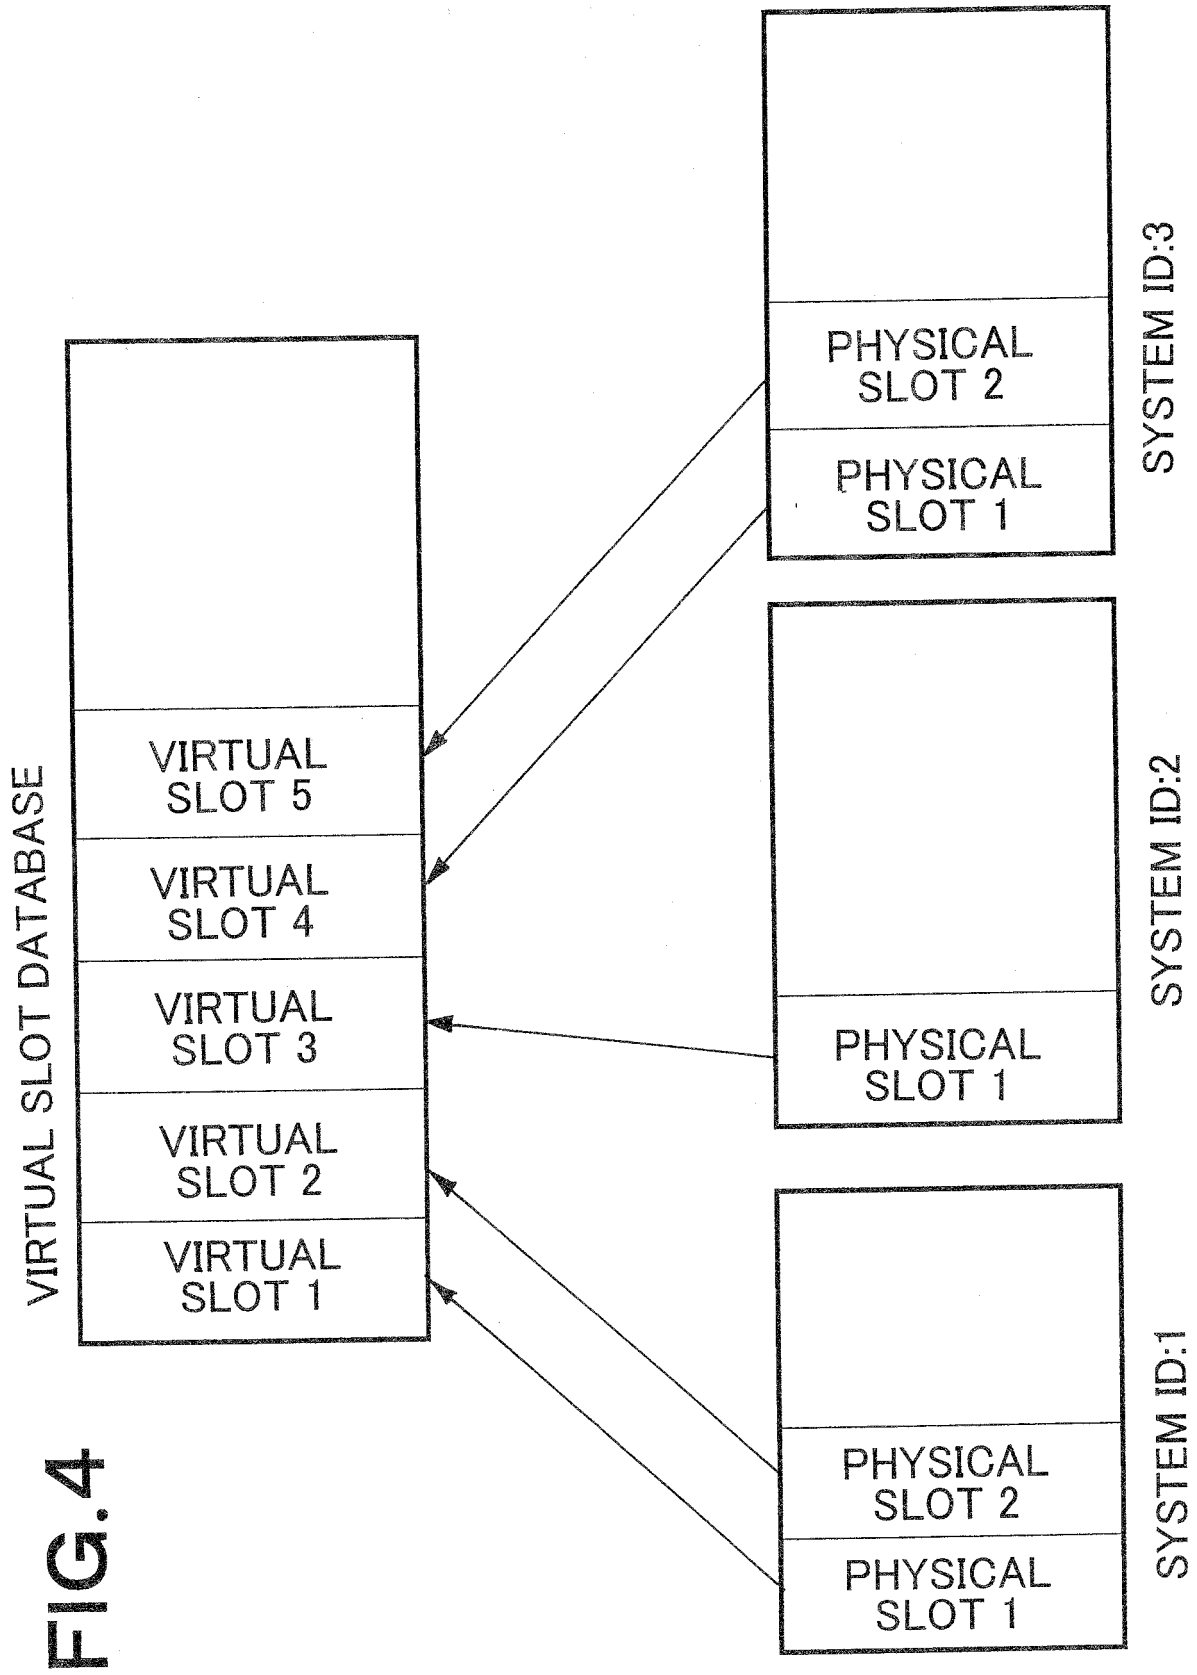 FIG.4
VIRTUAL SLOT DATABASE
VIRTUAL
SLOT 1
VIRTUAL
SLOT 2
VIRTUAL
SLOT 3
VIRTUAL
SLOT 4
VIRTUAL
SLOT 5
PHYSICAL
SLOT 1
PHYSICAL
SLOT 2
SYSTEM ID:1
PHYSICAL
SLOT 1
SYSTEM ID:2
PHYSICAL
SLOT 1
PHYSICAL
SLOT 2
SYSTEM ID:3